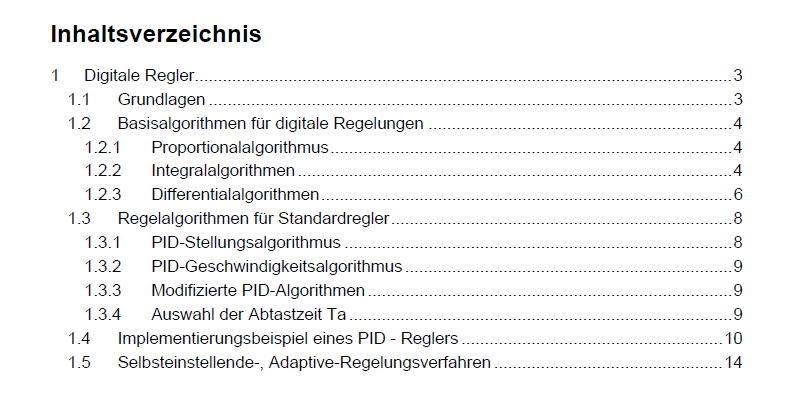 Inhaltsverzeichnis
1 Digitale Regler 3
1.1 Grundlagen 3
1.2 Basisalgorithmen für digitale Regelungen 4
1.2.1 Proportionalalgorithmus 4
1.2.2 Integralalgorithmen 4
1.2.3 Differentialalgorithmen 6
1.3 Regelalgorithmen für Standardregler 8
1.3.1 PID-Stellungsalgorithmus 8
1.3.2 PID-Geschwindigkeitsalgorithmus 9
1.3.3 Modifizierte PID-Algorithmen 9
1.3.4 Auswahl der Abtastzeit Ta 9
1.4 Implementierungsbeispiel eines PID - Reglers 10
1.5 Selbsteinstellende-, Adaptive-Regelungsverfahren 14